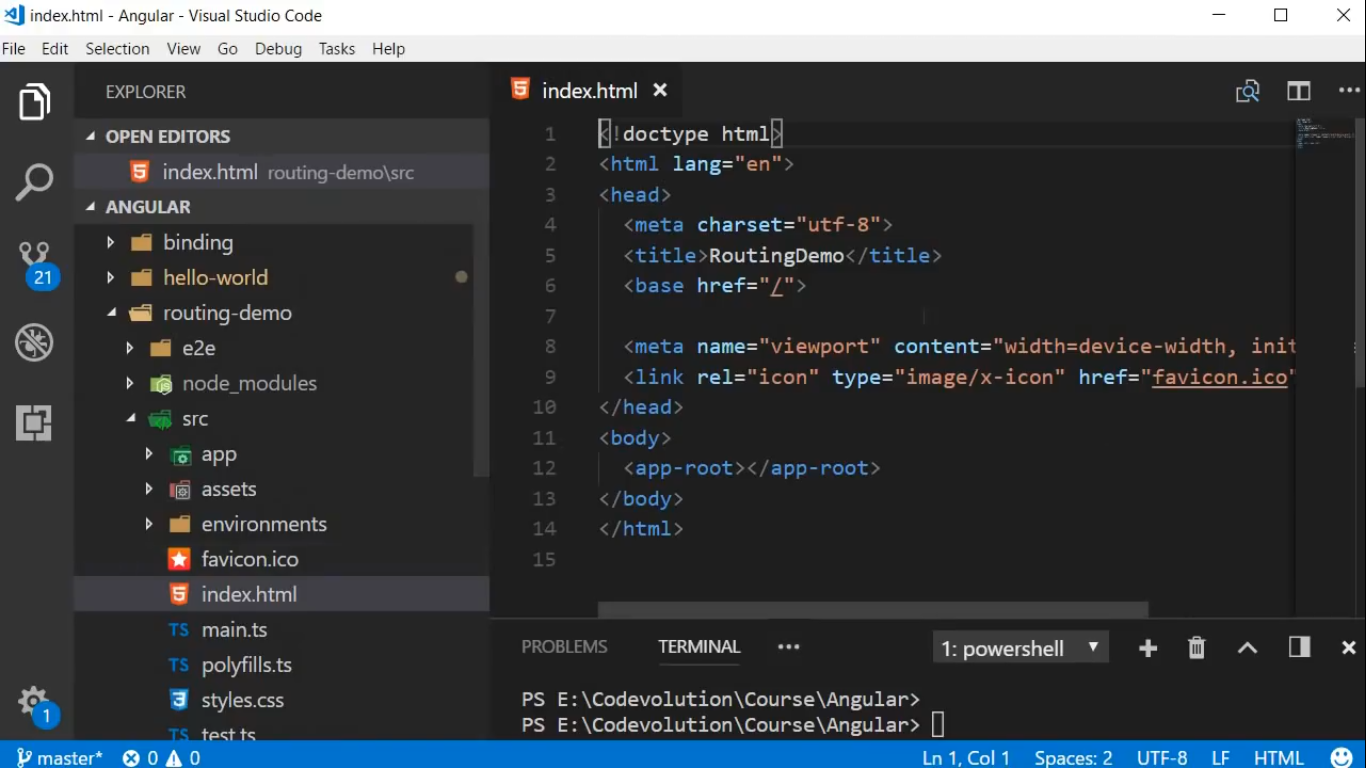 index.html - Angular - Visual Studio Code
File Edit Selection View Go Debug Tasks Help
EXPLORER
OPEN EDITORS
index.html routing-demo\src
ANGULAR
binding
hello-world
routing-demo
e2e
node_modules
src
app
assets
environments
favicon.ico
index.html
main.ts
polyfills.ts
styles.css
test.ts
21
1
index.html
1 <!doctype html>
2 <html lang="en">
3 <head>
4 <meta charset="utf-8">
5 <title>RoutingDemo</title>
6 <base href="/">
7
8 <meta name="viewport" content="width=device-width, init
9 <link rel="icon" type="image/x-icon" href="favicon.ico"
10 </head>
11 <body>
12 <app-root></app-root>
13 </body>
14 </html>
15
PROBLEMS TERMINAL ••• 1: powershell
PS E:\Codevolution\Course\Angular>
PS E:\Codevolution\Course\Angular>
master* 0 0 Ln 1, Col 1 Spaces: 2 UTF-8 LF HTML